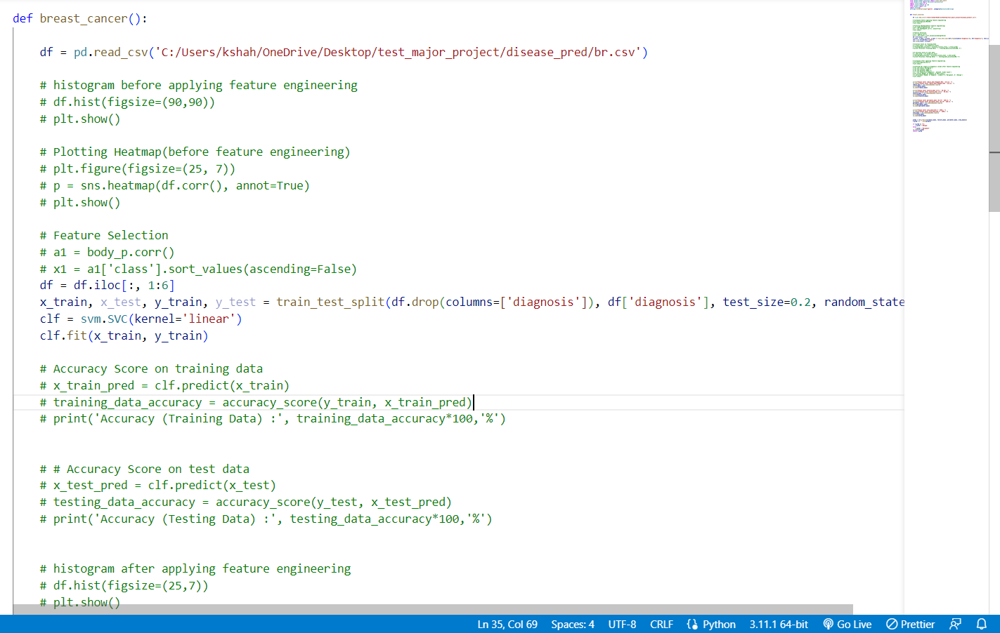 def breast_cancer():
df = pd.read_csv('C:/Users/kshah/OneDrive/Desktop/test_major_project/disease_pred/br.csv')
# histogram before applying feature engineering
# df.hist(figsize=(90,90))
# plt.show()
# Plotting Heatmap(before feature engineering)
# plt.figure(figsize=(25, 7))
# p = sns.heatmap(df.corr(), annot=True)
# plt.show()
# Feature Selection
# a1 = body_p.corr()
# x1 = a1['class'].sort_values(ascending=False)
df = df.iloc[:, 1:6]
x_train, x_test, y_train, y_test = train_test_split(df.drop(columns=['diagnosis']), df['diagnosis'], test_size=0.2, random_state
clf = svm.SVC(kernel='linear')
clf.fit(x_train, y_train)
# Accuracy Score on training data
# x_train_pred = clf.predict(x_train)
# training_data_accuracy = accuracy_score(y_train, x_train_pred)
# print('Accuracy (Training Data) :', training_data_accuracy*100,'%')
# # Accuracy Score on test data
# x_test_pred = clf.predict(x_test)
# testing_data_accuracy = accuracy_score(y_test, x_test_pred)
# print('Accuracy (Testing Data) :', testing_data_accuracy*100,'%')
# histogram after applying feature engineering
# df.hist(figsize=(25,7))
# plt.show()
Ln 35, Col 69 Spaces: 4 UTF-8 CRLF Python 3.11.1 64-bit Go Live Prettier